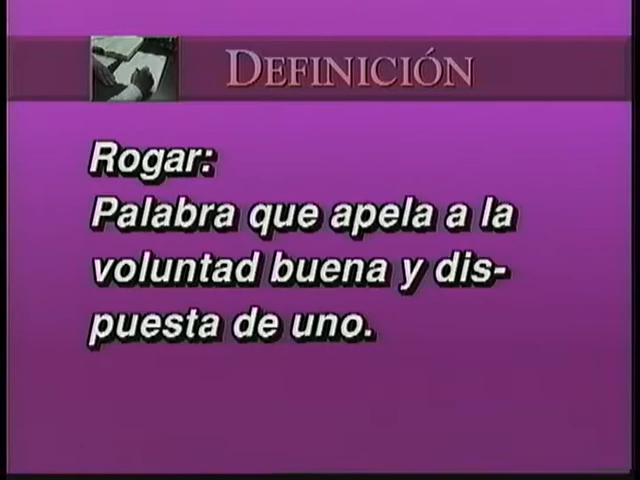 DEFINICIÓN
Rogar:
Palabra que apela a la
voluntad buena y dis-
puesta de uno.